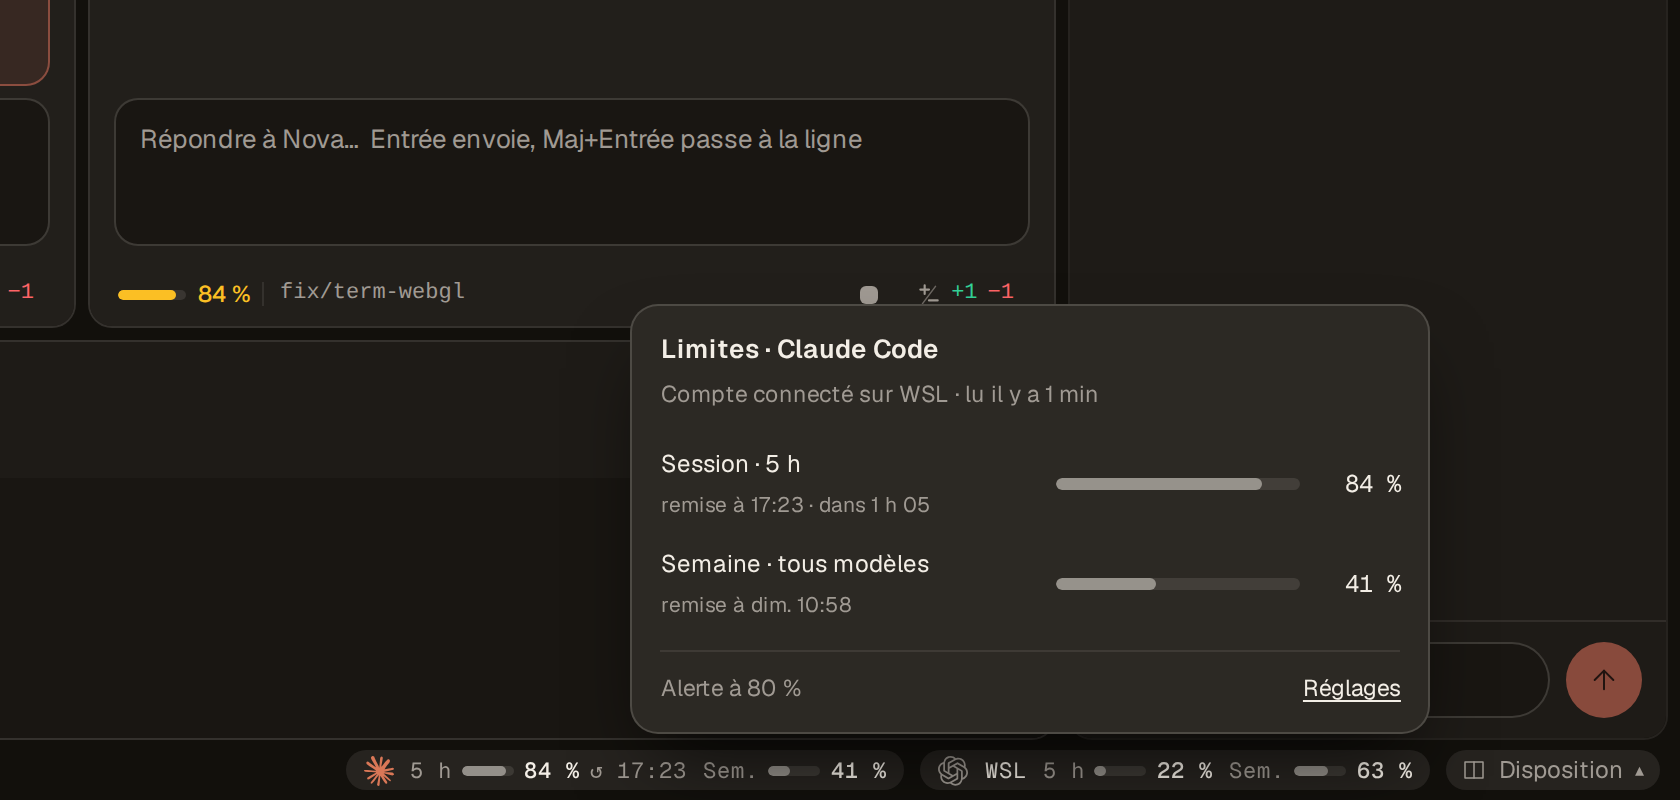 Répondre à Nova… Entrée envoie, Maj+Entrée passe à la ligne
−1
84 % fix/term-webgl +1 −1
Limites · Claude Code
Compte connecté sur WSL · lu il y a 1 min
Session · 5 h
remise à 17:23 · dans 1 h 05
84 %
Semaine · tous modèles
remise à dim. 10:58
41 %
Alerte à 80 % Réglages
5 h 84 % ↺ 17:23 Sem. 41 % WSL 5 h 22 % Sem. 63 % Disposition ▴